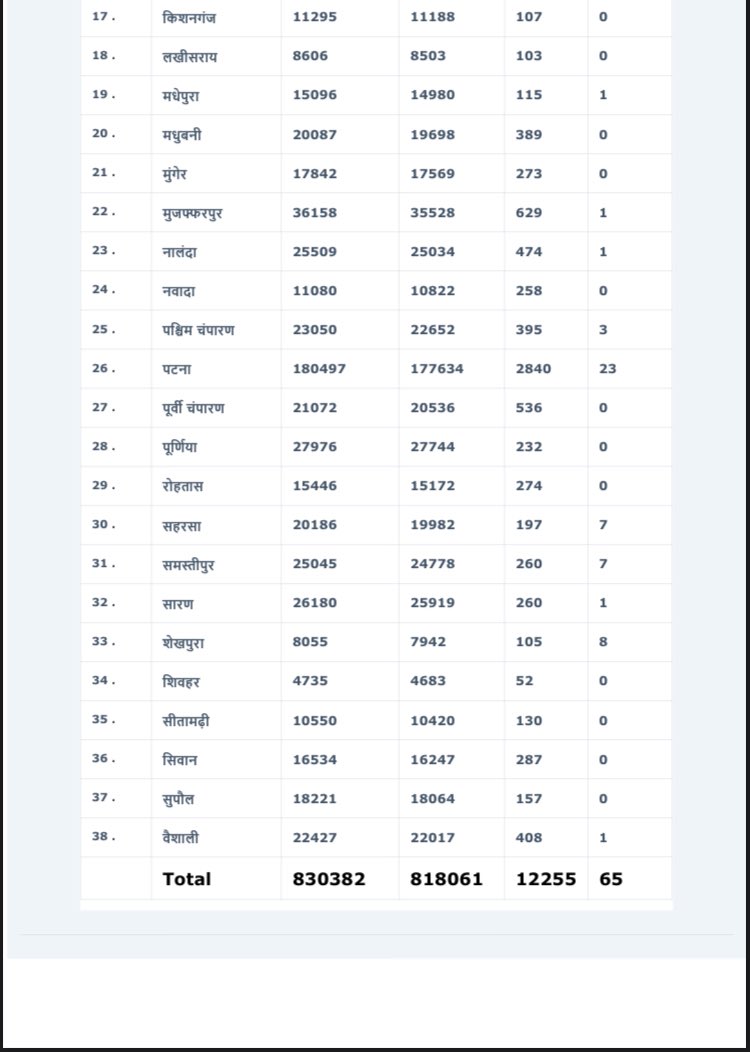 17 . किशनगंज 11295 11188 107 0
18 . लखीसराय 8606 8503 103 0
19 . मधेपुरा 15096 14980 115 1
20 . मधुबनी 20087 19698 389 0
21 . मुंगेर 17842 17569 273 0
22 . मुजफ्फरपुर 36158 35528 629 1
23 . नालंदा 25509 25034 474 1
24 . नवादा 11080 10822 258 0
25 . पश्चिम चंपारण 23050 22652 395 3
26 . पटना 180497 177634 2840 23
27 . पूर्वी चंपारण 21072 20536 536 0
28 . पूर्णिया 27976 27744 232 0
29 . रोहतास 15446 15172 274 0
30 . सहरसा 20186 19982 197 7
31 . समस्तीपुर 25045 24778 260 7
32 . सारण 26180 25919 260 1
33 . शेखपुरा 8055 7942 105 8
34 . शिवहर 4735 4683 52 0
35 . सीतामढ़ी 10550 10420 130 0
36 . सिवान 16534 16247 287 0
37 . सुपौल 18221 18064 157 0
38 . वैशाली 22427 22017 408 1
Total 830382 818061 12255 65